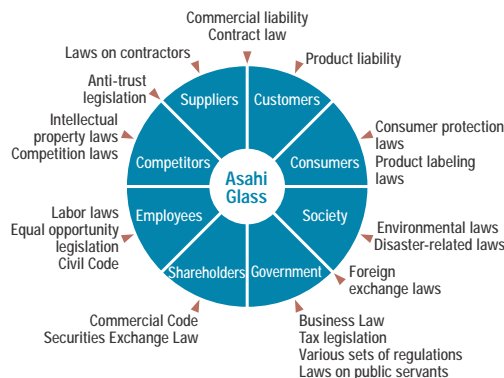 Commercial liability
Contract law
Laws on contractors
Product liability
Anti-trust
legislation
Suppliers
Customers
Intellectual
property laws
Competition laws
Consumer protection
laws
Product labeling
laws
Competitors
Consumers
Asahi
Glass
Employees
Society
Labor laws
Equal opportunity
legislation
Civil Code
Environmental laws
Disaster-related laws
Shareholders
Government
Foreign
exchange laws
Commercial Code
Securities Exchange Law
Business Law
Tax legislation
Various sets of regulations
Laws on public servants